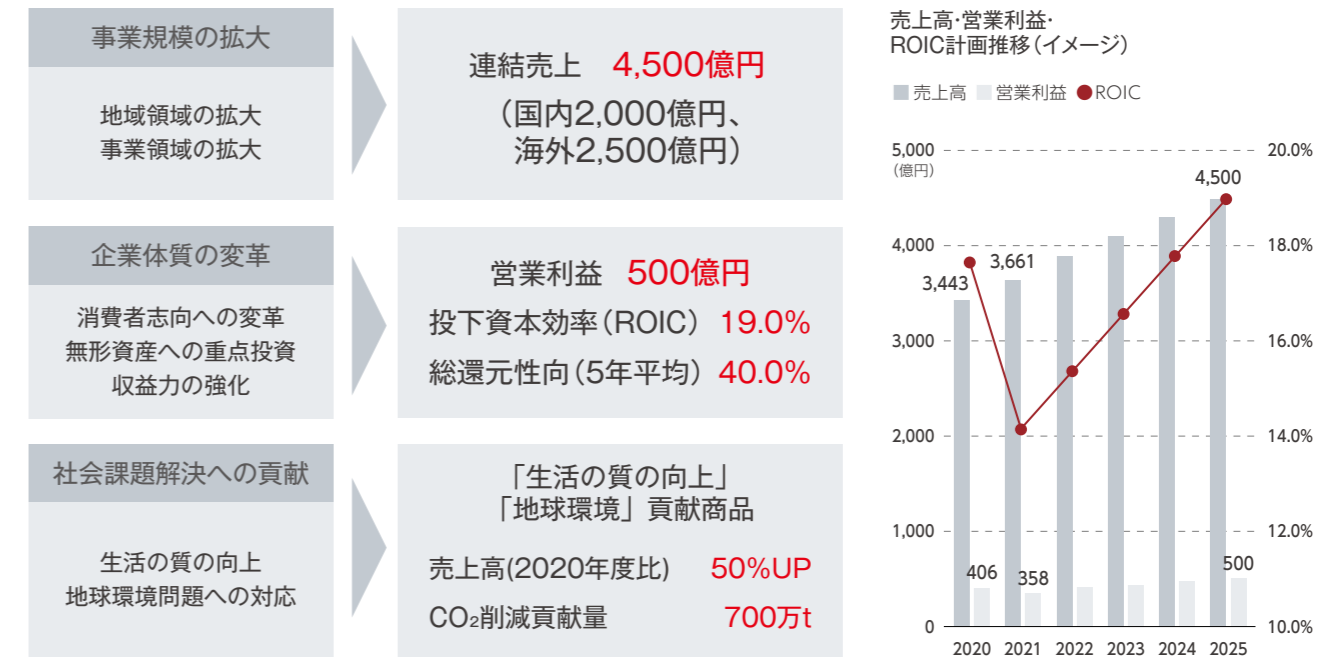 事業規模の拡大
地域領域の拡大
事業領域の拡大
連結売上 4,500億円
（国内2,000億円、
海外2,500億円）
企業体質の変革
消費者志向への変革
無形資産への重点投資
収益力の強化
営業利益 500億円
投下資本効率（ROIC） 19.0%
総還元性向（5年平均） 40.0%
社会課題解決への貢献
生活の質の向上
地球環境問題への対応
「生活の質の向上」
「地球環境」貢献商品
売上高(2020年度比) 50%UP
CO₂削減貢献量 700万t
売上高・営業利益・
ROIC計画推移（イメージ）
売上高 営業利益 ROIC
5,000 20.0%
（億円）
4,500
4,000 18.0%
3,661
3,443
3,000 16.0%
2,000 14.0%
1,000 12.0%
406 358 500
0 10.0%
2020 2021 2022 2023 2024 2025